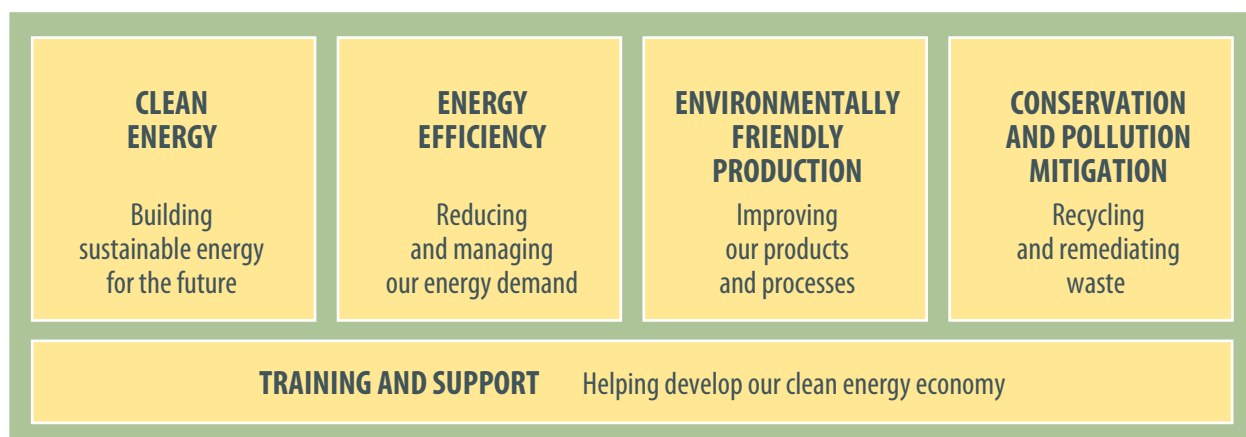 CLEAN
ENERGY
Building
sustainable energy
for the future
ENERGY
EFFICIENCY
Reducing
and managing
our energy demand
ENVIRONMENTALLY
FRIENDLY
PRODUCTION
Improving
our products
and processes
CONSERVATION
AND POLLUTION
MITIGATION
Recycling
and remediating
waste
TRAINING AND SUPPORT Helping develop our clean energy economy